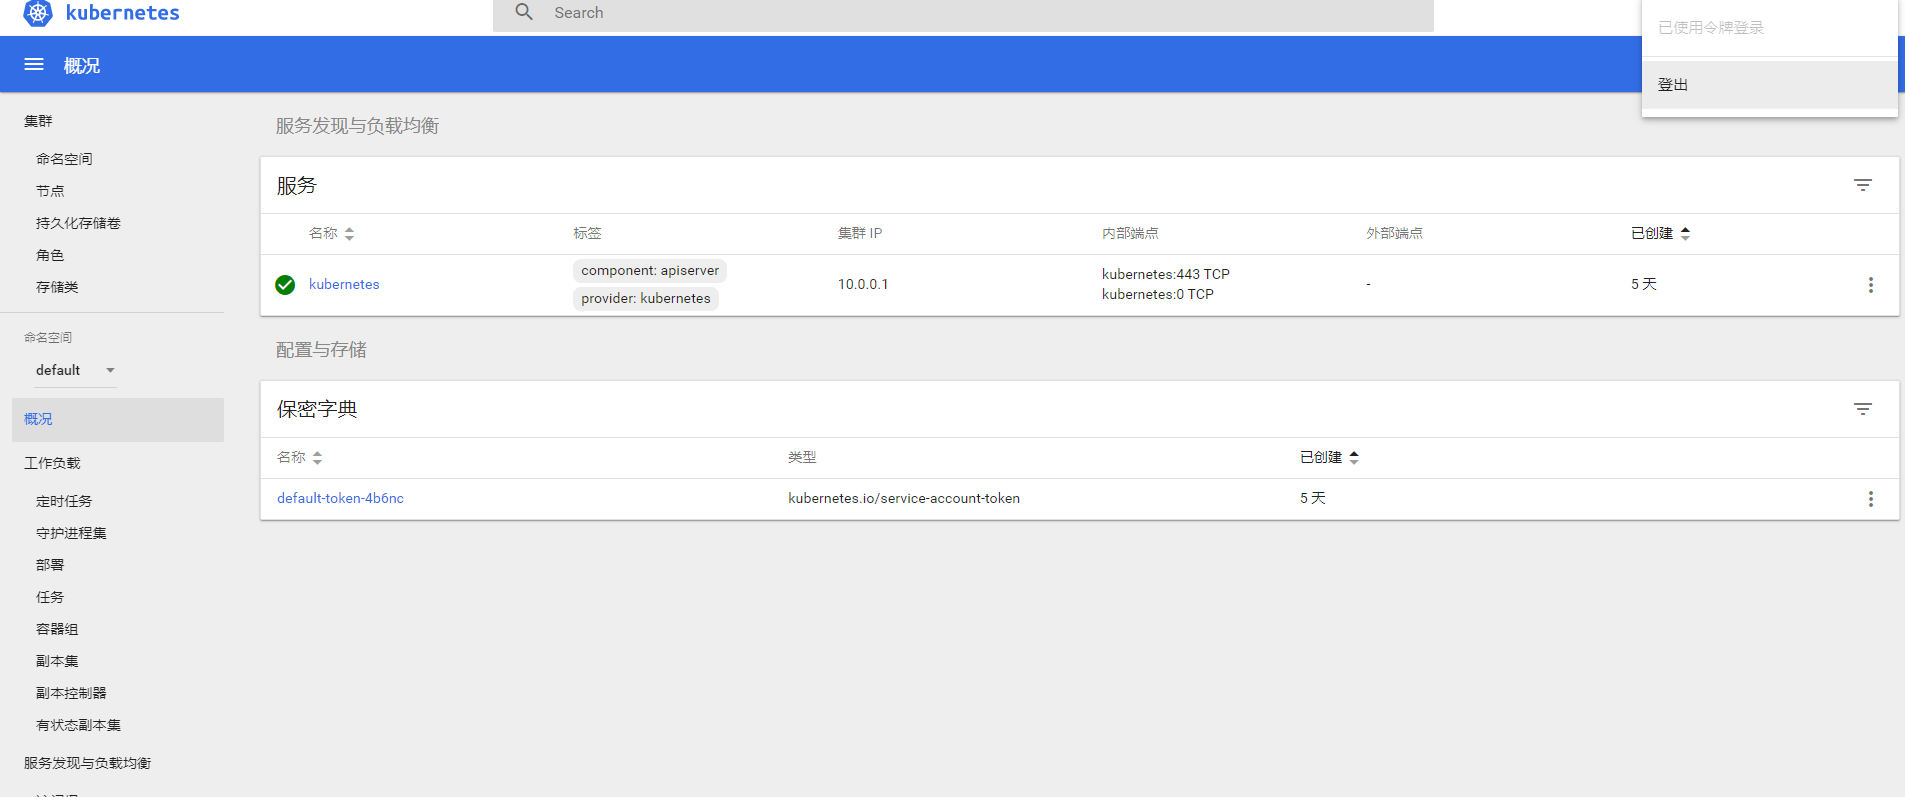 kubernetes
Search
已使用令牌登录
登出
概况
集群
命名空间
节点
持久化存储卷
角色
存储类
命名空间
default
概况
工作负载
定时任务
守护进程集
部署
任务
容器组
副本集
副本控制器
有状态副本集
服务发现与负载均衡
服务发现与负载均衡
服务
名称 标签 集群 IP 内部端点 外部端点 已创建
kubernetes
component: apiserver
provider: kubernetes
10.0.0.1
kubernetes:443 TCP
kubernetes:0 TCP
-
5 天
配置与存储
保密字典
名称 类型 已创建
default-token-4b6nc kubernetes.io/service-account-token 5 天